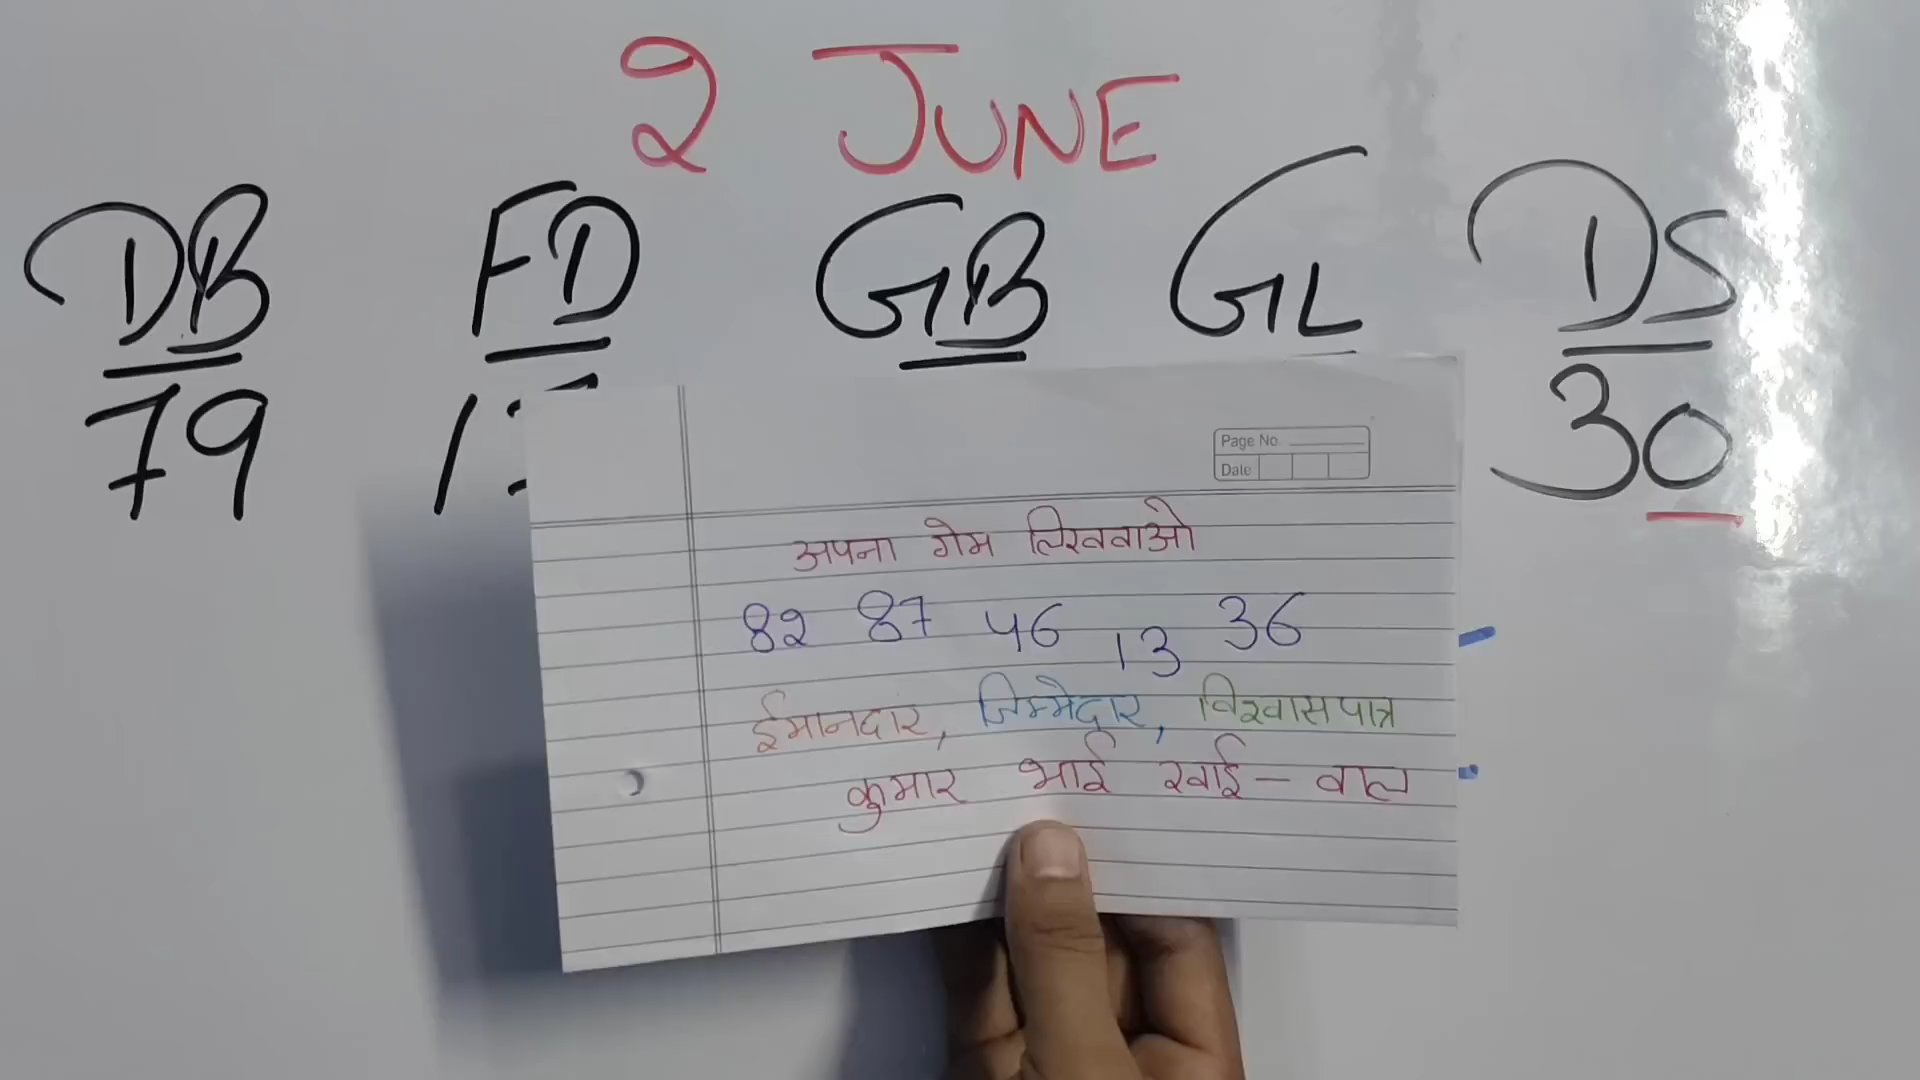 2 JUNE
DB FD GB GL DS
79 30
Page No
Date
अपना गेम लिखवाओ
82 87 46 13 36
ईमानदार, जिम्मेदार, विश्वासपात्र
कुमार भाई खाई - वाल